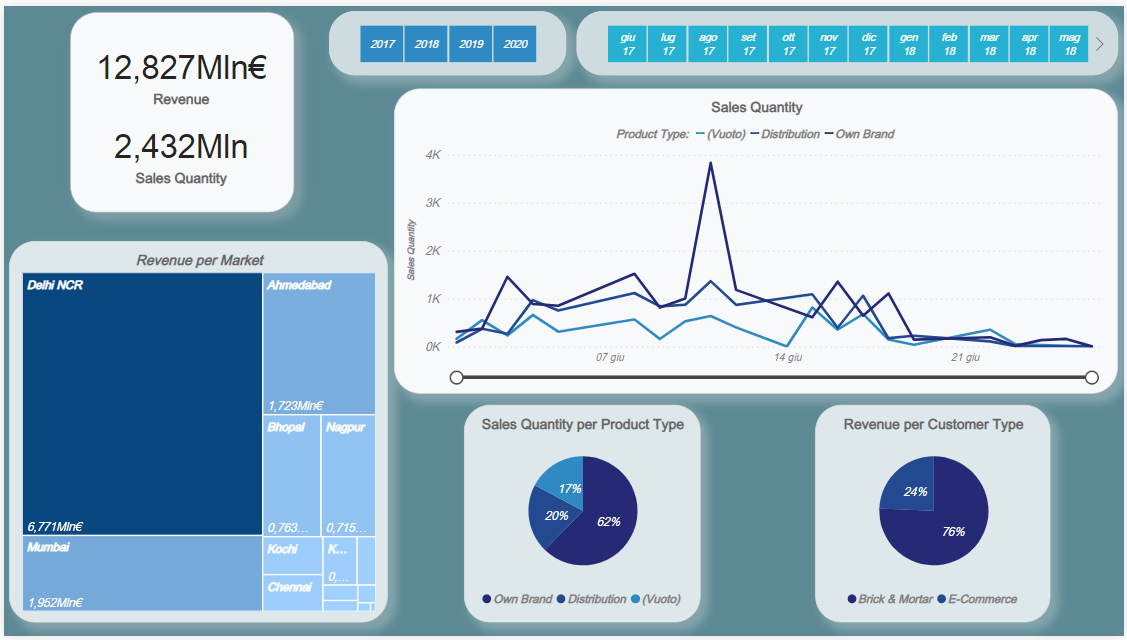 12,827Mln€
Revenue
2,432Mln
Sales Quantity
2017 2018 2019 2020
giu 17 lug 17 ago 17 set 17 ott 17 nov 17 dic 17 gen 18 feb 18 mar 18 apr 18 mag 18
Sales Quantity
Product Type: (Vuoto) Distribution Own Brand
4K
3K
2K
1K
0K
Sales Quantity
07 giu 14 giu 21 giu
Revenue per Market
Delhi NCR
6,771Mln€
Ahmedabad
1,723Mln€
Bhopal
0,763...
Nagpur
0,715...
Mumbai
1,952Mln€
Kochi
K...
0,...
Chennai
Sales Quantity per Product Type
17%
20%
62%
Own Brand Distribution (Vuoto)
Revenue per Customer Type
24%
76%
Brick & Mortar E-Commerce